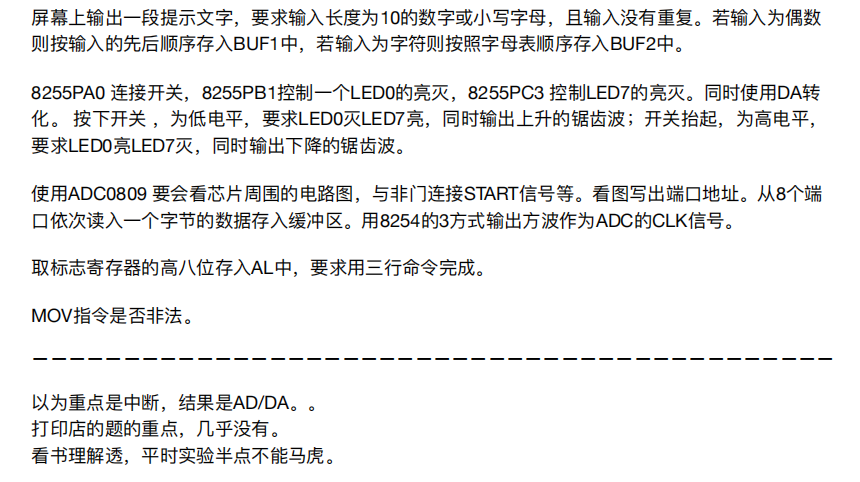 屏幕上输出一段提示文字，要求输入长度为10的数字或小写字母，且输入没有重复。若输入为偶数
则按输入的先后顺序存入BUF1中，若输入为字符则按照字母表顺序存入BUF2中。
8255PA0 连接开关，8255PB1控制一个LED0的亮灭，8255PC3 控制LED7的亮灭。同时使用DA转
化。 按下开关 ，为低电平，要求LED0灭LED7亮，同时输出上升的锯齿波；开关抬起，为高电平，
要求LED0亮LED7灭，同时输出下降的锯齿波。
使用ADC0809 要会看芯片周围的电路图，与非门连接START信号等。看图写出端口地址。从8个端
口依次读入一个字节的数据存入缓冲区。用8254的3方式输出方波作为ADC的CLK信号。
取标志寄存器的高八位存入AL中，要求用三行命令完成。
MOV指令是否非法。
以为重点是中断，结果是AD/DA。。
打印店的题的重点，几乎没有。
看书理解透，平时实验半点不能马虎。